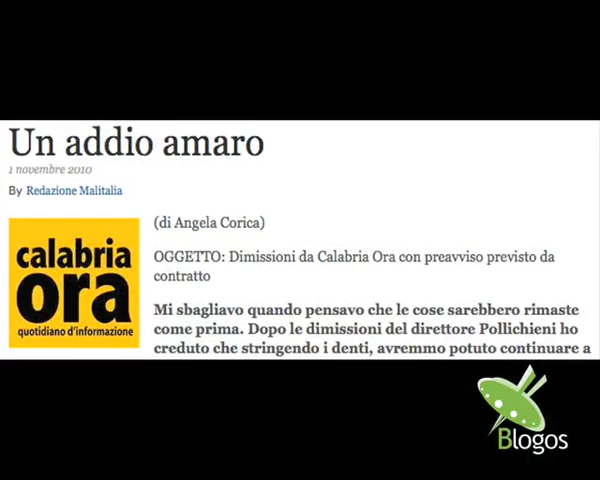 Un addio amaro
1 novembre 2010
By Redazione Malitalia
(di Angela Corica)
OGGETTO: Dimissioni da Calabria Ora con preavviso previsto da
contratto
Mi sbagliavo quando pensavo che le cose sarebbero rimaste
come prima. Dopo le dimissioni del direttore Pollichieni ho
creduto che stringendo i denti, avremmo potuto continuare a
calabria
ora
quotidiano d'informazione
Blogos